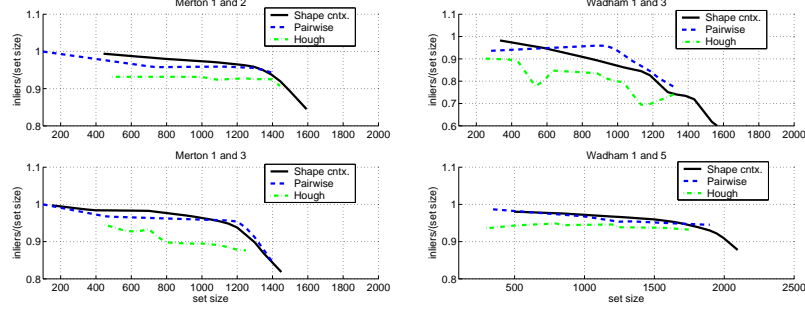 Merton 1 and 2
inliers/(set size)
1.1
1
0.9
0.8
200 400 600 800 1000 1200 1400 1600 1800 2000
Shape cntx.
Pairwise
Hough
Wadham 1 and 3
inliers/(set size)
1.1
1
0.9
0.8
0.7
0.6
200 400 600 800 1000 1200 1400 1600 1800 2000
Shape cntx.
Pairwise
Hough
Merton 1 and 3
inliers/(set size)
1.1
1
0.9
0.8
200 400 600 800 1000 1200 1400 1600 1800 2000
set size
Shape cntx.
Pairwise
Hough
Wadham 1 and 5
inliers/(set size)
1.1
1
0.9
0.8
500 1000 1500 2000 2500
set size
Shape cntx.
Pairwise
Hough